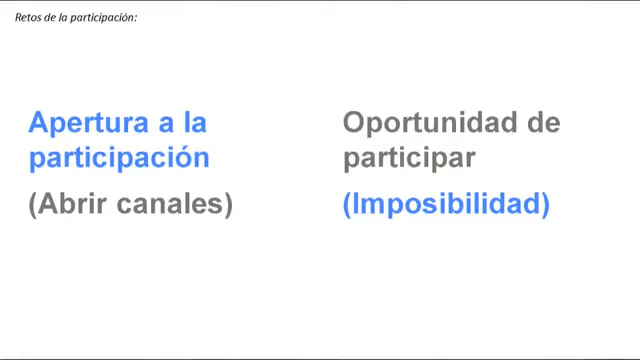 Retos de la participación:
Apertura a la
participación
(Abrir canales)
Oportunidad de
participar
(Imposibilidad)